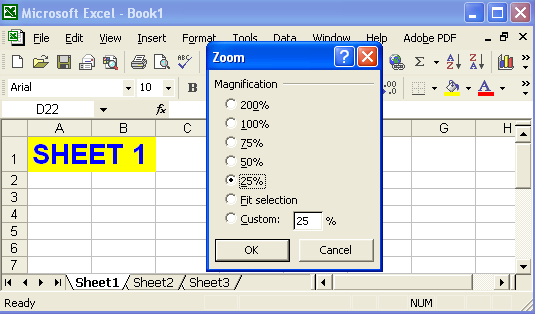 Microsoft Excel - Book1
File Edit View Insert Format Tools Data Window Help Adobe PDF
Arial 10 B
D22 fx
A B C G H
1 SHEET 1
2
3
4
5
6
7
Zoom
Magnification
200%
100%
75%
50%
25%
Fit selection
Custom: 25 %
OK Cancel
Sheet1 Sheet2 Sheet3
Ready NUM